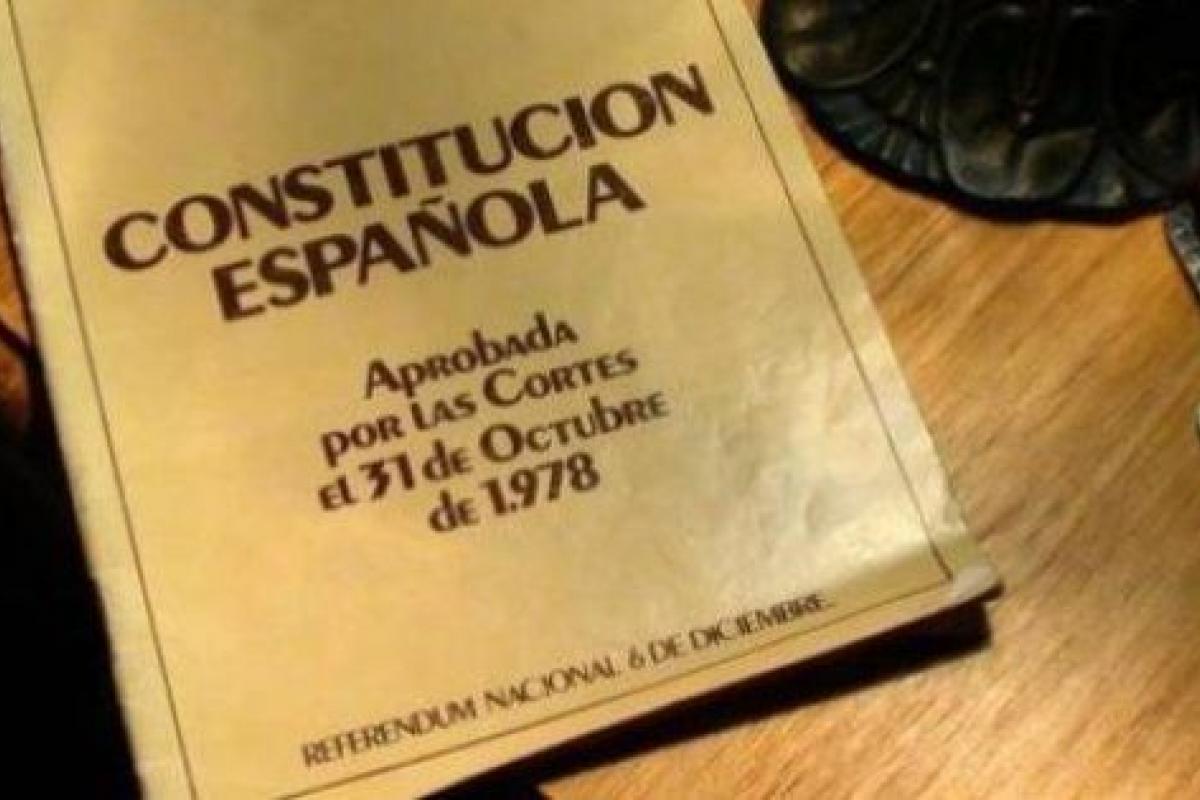 CONSTITUCION
ESPAÑOLA
Aprobada
por las Cortes
el 31 de Octubre
de 1.978
REFERENDUM NACIONAL 6 DE DICIEMBRE.